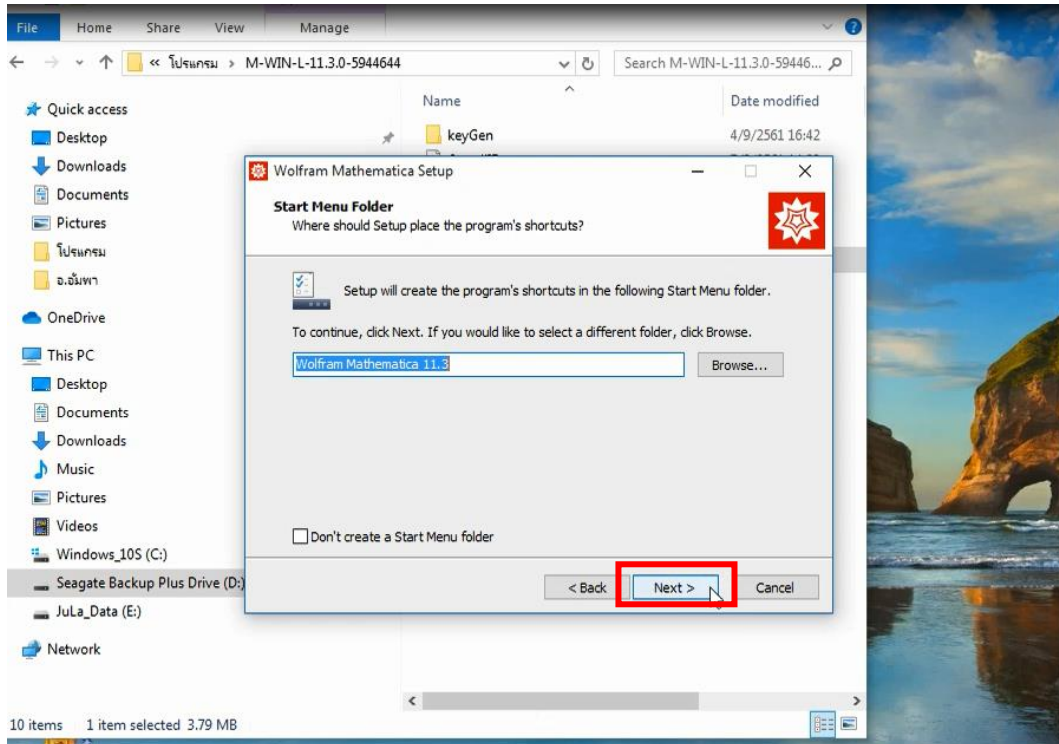 File Home Share View Manage
« โปรแกรม › M-WIN-L-11.3.0-5944644
Search M-WIN-L-11.3.0-59446...
Name Date modified
Quick access
Desktop
keyGen 4/9/2561 16:42
Downloads
Documents
Pictures
โปรแกรม
อ.อัมพา
OneDrive
This PC
Desktop
Documents
Downloads
Music
Pictures
Videos
Windows_10S (C:)
Seagate Backup Plus Drive (D:)
JuLa_Data (E:)
Network
10 items 1 item selected 3.79 MB
Wolfram Mathematica Setup
Start Menu Folder
Where should Setup place the program's shortcuts?
Setup will create the program's shortcuts in the following Start Menu folder.
To continue, click Next. If you would like to select a different folder, click Browse.
Wolfram Mathematica 11.3
Browse...
Don't create a Start Menu folder
< Back Next > Cancel